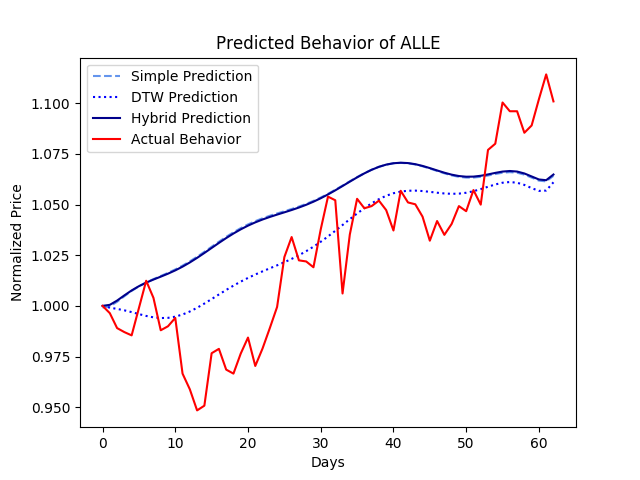 Predicted Behavior of ALLE
Simple Prediction
DTW Prediction
Hybrid Prediction
Actual Behavior
1.100
1.075
1.050
1.025
1.000
0.975
0.950
Normalized Price
0 10 20 30 40 50 60
Days